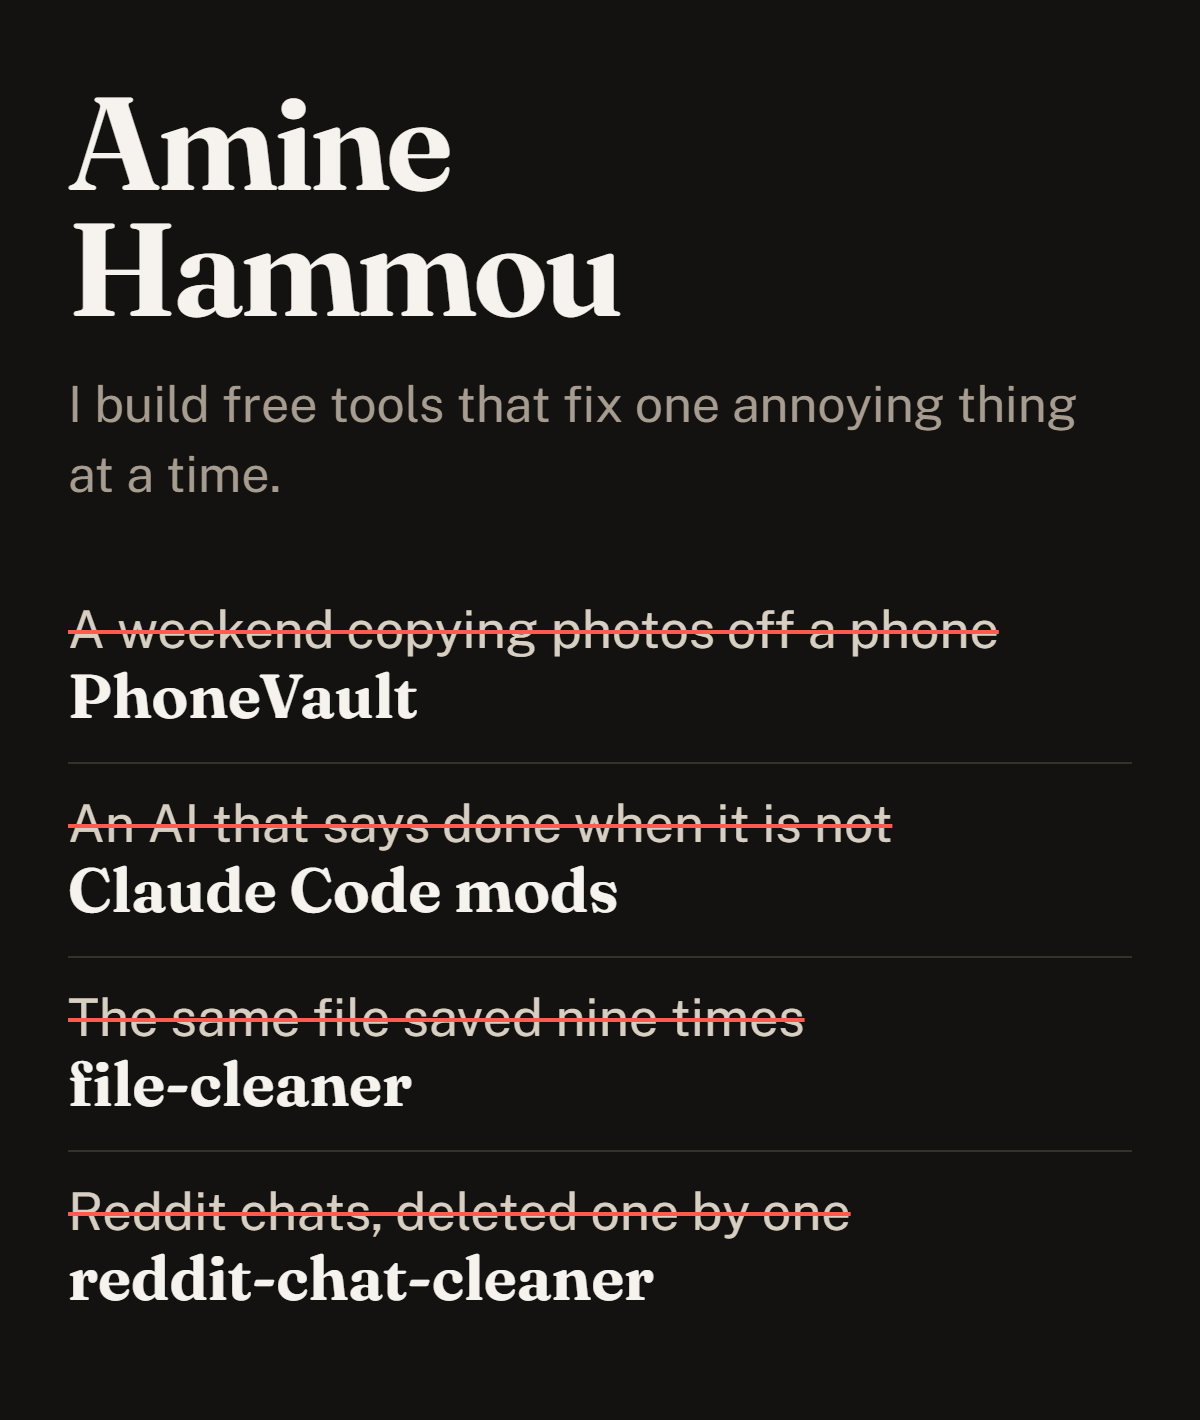 Amine
Hammou
I build free tools that fix one annoying thing
at a time.
A weekend copying photos off a phone
PhoneVault
An AI that says done when it is not
Claude Code mods
The same file saved nine times
file-cleaner
Reddit chats, deleted one by one
reddit-chat-cleaner